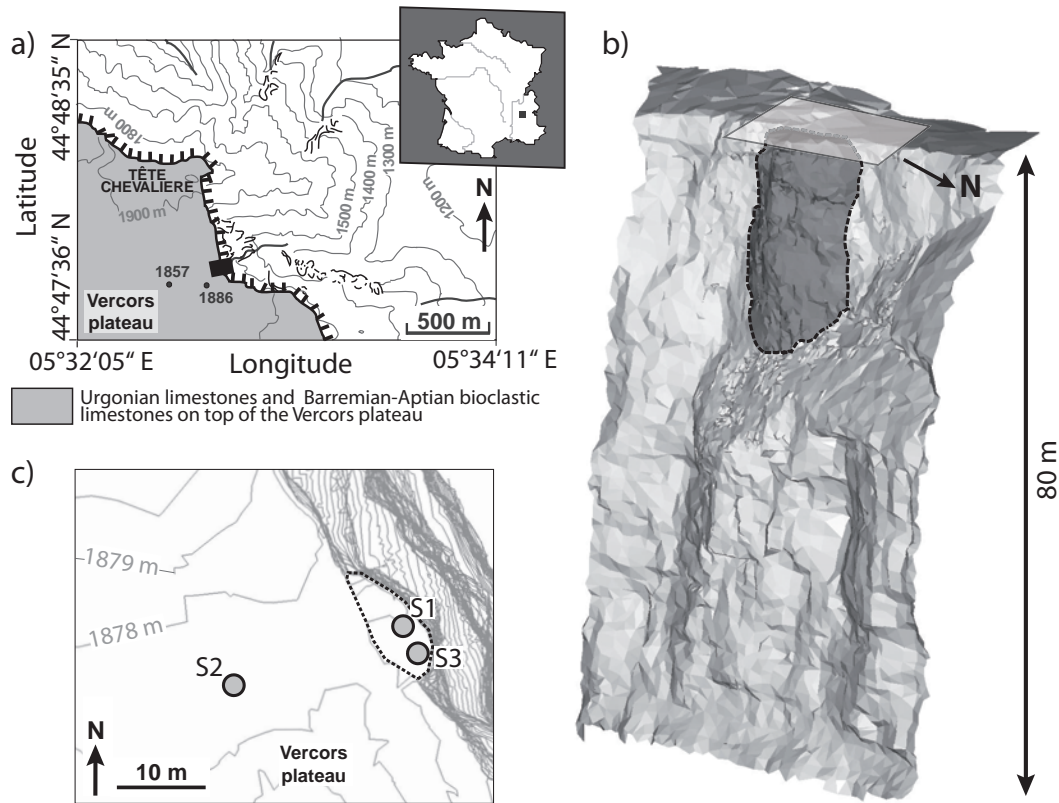 a)
44°48'35“ N
Latitude
44°47'36“ N
1800 m
TÊTE
CHEVALIERE
1900 m
1500 m
1400 m
1300 m
1200 m
N
1857
1886
Vercors
plateau
500 m
05°32'05“ E
Longitude
05°34'11“ E
Urgonian limestones and Barremian-Aptian bioclastic
limestones on top of the Vercors plateau
b)
N
80 m
c)
1879 m
1878 m
S1
S3
S2
N
10 m
Vercors
plateau